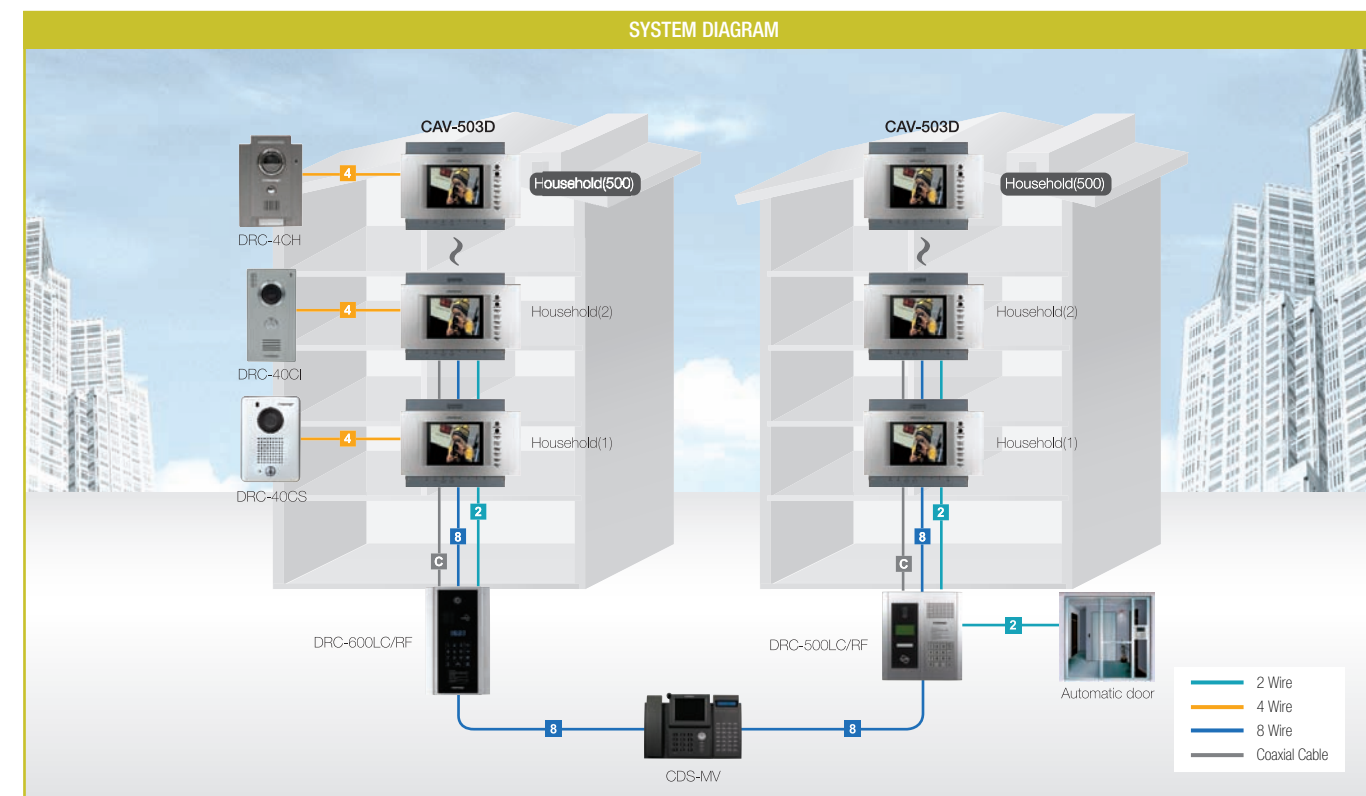 SYSTEM DIAGRAM
CAV-503D
CAV-503D
4
Household(500)
Household(500)
DRC-4CH
4
Household(2)
Household(2)
DRC-40CI
4
Household(1)
Household(1)
DRC-40CS
2
2
8
8
C
C
DRC-600LC/RF
DRC-500LC/RF
2
Automatic door
8
8
CDS-MV
2 Wire
4 Wire
8 Wire
Coaxial Cable